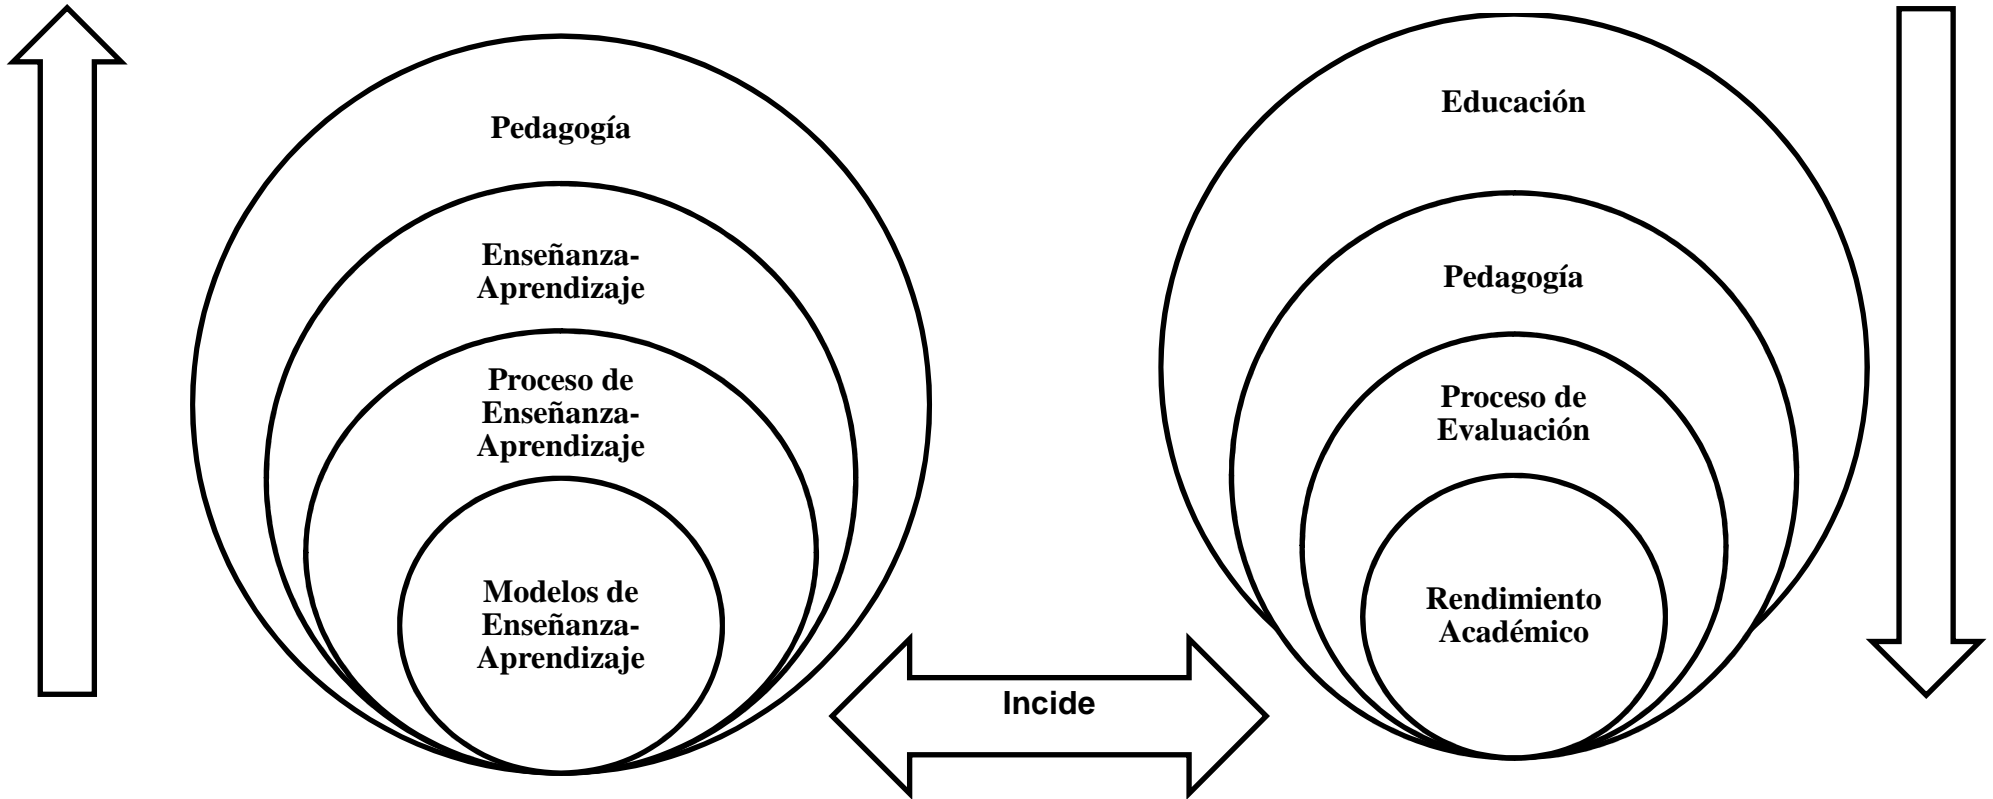 Pedagogía
Enseñanza-
Aprendizaje
Proceso de
Enseñanza-
Aprendizaje
Modelos de
Enseñanza-
Aprendizaje
Incide
Educación
Pedagogía
Proceso de
Evaluación
Rendimiento
Académico